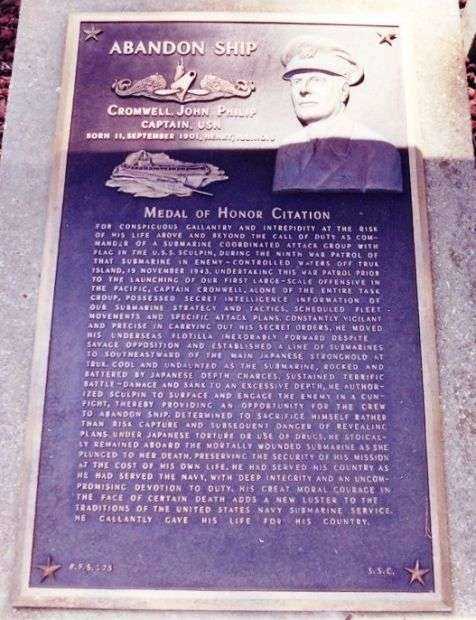 ABANDON SHIP
CROMWELL, JOHN PHILIP
CAPTAIN, USN
BORN 11, SEPTEMBER 1901, HENRY, ILLINOIS
MEDAL OF HONOR CITATION
FOR CONSPICUOUS GALLANTRY AND INTREPIDITY AT THE RISK
OF HIS LIFE ABOVE AND BEYOND THE CALL OF DUTY AS COM-
MANDER OF A SUBMARINE COORDINATED ATTACK GROUP WITH
FLAG IN THE U.S.S. SCULPIN, DURING THE NINTH WAR PATROL OF
THAT SUBMARINE IN ENEMY-CONTROLLED WATERS OFF TRUK
ISLAND, 19 NOVEMBER 1943. UNDERTAKING THIS WAR PATROL PRIOR
TO THE LAUNCHING OF OUR FIRST LARGE-SCALE OFFENSIVE IN
THE PACIFIC, CAPTAIN CROMWELL, ALONE OF THE ENTIRE TASK
GROUP, POSSESSED SECRET INTELLIGENCE INFORMATION OF
OUR SUBMARINE STRATEGY AND TACTICS, SCHEDULED FLEET
MOVEMENTS AND SPECIFIC ATTACK PLANS. CONSTANTLY VIGILANT
AND PRECISE IN CARRYING OUT HIS SECRET ORDERS, HE MOVED
HIS UNDERSEAS FLOTILLA INEXORABLY FORWARD DESPITE
SAVAGE OPPOSITION AND ESTABLISHED A LINE OF SUBMARINES
TO SOUTHEASTWARD OF THE MAIN JAPANESE STRONGHOLD AT
TRUK. COOL AND UNDAUNTED AS THE SUBMARINE, ROCKED AND
BATTERED BY JAPANESE DEPTH CHARGES, SUSTAINED TERRIFIC
BATTLE-DAMAGE AND SANK TO AN EXCESSIVE DEPTH, HE AUTHOR-
IZED SCULPIN TO SURFACE AND ENGAGE THE ENEMY IN A GUN-
FIGHT, THEREBY PROVIDING AN OPPORTUNITY FOR THE CREW
TO ABANDON SHIP. DETERMINED TO SACRIFICE HIMSELF RATHER
THAN RISK CAPTURE AND SUBSEQUENT DANGER OF REVEALING
PLANS UNDER JAPANESE TORTURE OR USE OF DRUGS, HE STOICAL-
LY REMAINED ABOARD THE MORTALLY WOUNDED SUBMARINE AS SHE
PLUNGED TO HER DEATH. PRESERVING THE SECURITY OF HIS MISSION
AT THE COST OF HIS OWN LIFE, HE HAD SERVED HIS COUNTRY AS
HE HAD SERVED THE NAVY, WITH DEEP INTEGRITY AND AN UNCOM-
PROMISING DEVOTION TO DUTY. HIS GREAT MORAL COURAGE IN
THE FACE OF CERTAIN DEATH ADDS A NEW LUSTER TO THE
TRADITIONS OF THE UNITED STATES NAVY SUBMARINE SERVICE.
HE GALLANTLY GAVE HIS LIFE FOR HIS COUNTRY.
S.S.C.